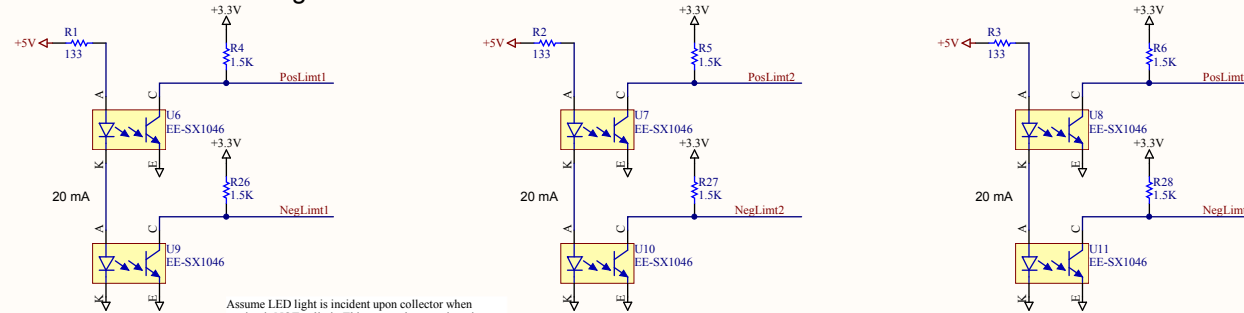 +3.3V
+3.3V
+3.3V
R1
R2
R3
+5V
+5V
+5V
133
133
133
R4
1.5K
R5
1.5K
R6
1.5K
PosLimt1
PosLimt2
PosLimt
A
C
A
C
A
C
U6
EE-SX1046
U7
EE-SX1046
U8
EE-SX1046
K
E
K
E
K
E
+3.3V
+3.3V
+3.3V
20 mA
20 mA
20 mA
R26
1.5K
R27
1.5K
R28
1.5K
NegLimt1
NegLimt2
NegLimt
A
C
A
C
A
C
U9
EE-SX1046
U10
EE-SX1046
U11
EE-SX1046
K
E
K
E
K
E
Assume LED light is incident upon collector when